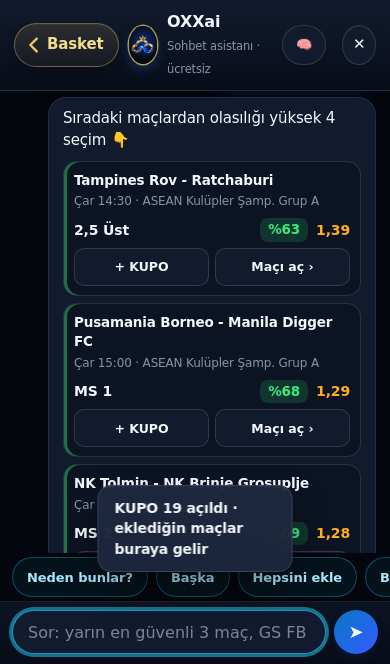 Basket
OXXai
Sohbet asistanı ·
ücretsiz
Sıradaki maçlardan olasılığı yüksek 4
seçim 👇
Tampines Rov - Ratchaburi
Çar 14:30 · ASEAN Kulüpler Şamp. Grup A
2,5 Üst %63 1,39
+ KUPO Maçı aç ›
Pusamania Borneo - Manila Digger
FC
Çar 15:00 · ASEAN Kulüpler Şamp. Grup A
MS 1 %68 1,29
+ KUPO Maçı aç ›
NK Tolmin - NK Brinje Grosuplje
Çar
1,28
KUPO 19 açıldı ·
eklediğin maçlar
buraya gelir
Neden bunlar? Başka Hepsini ekle
Sor: yarın en güvenli 3 maç, GS FB